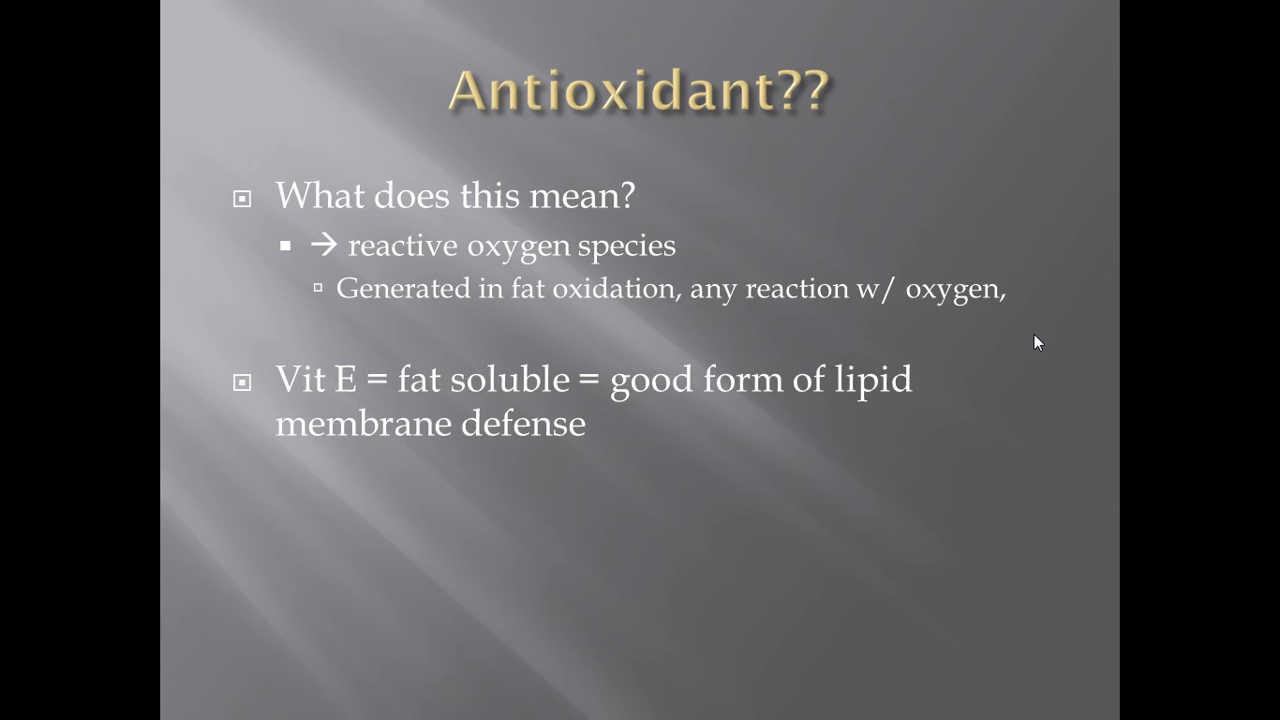 Antioxidant??
What does this mean?
→ reactive oxygen species
Generated in fat oxidation, any reaction w/ oxygen,
Vit E = fat soluble = good form of lipid
membrane defense